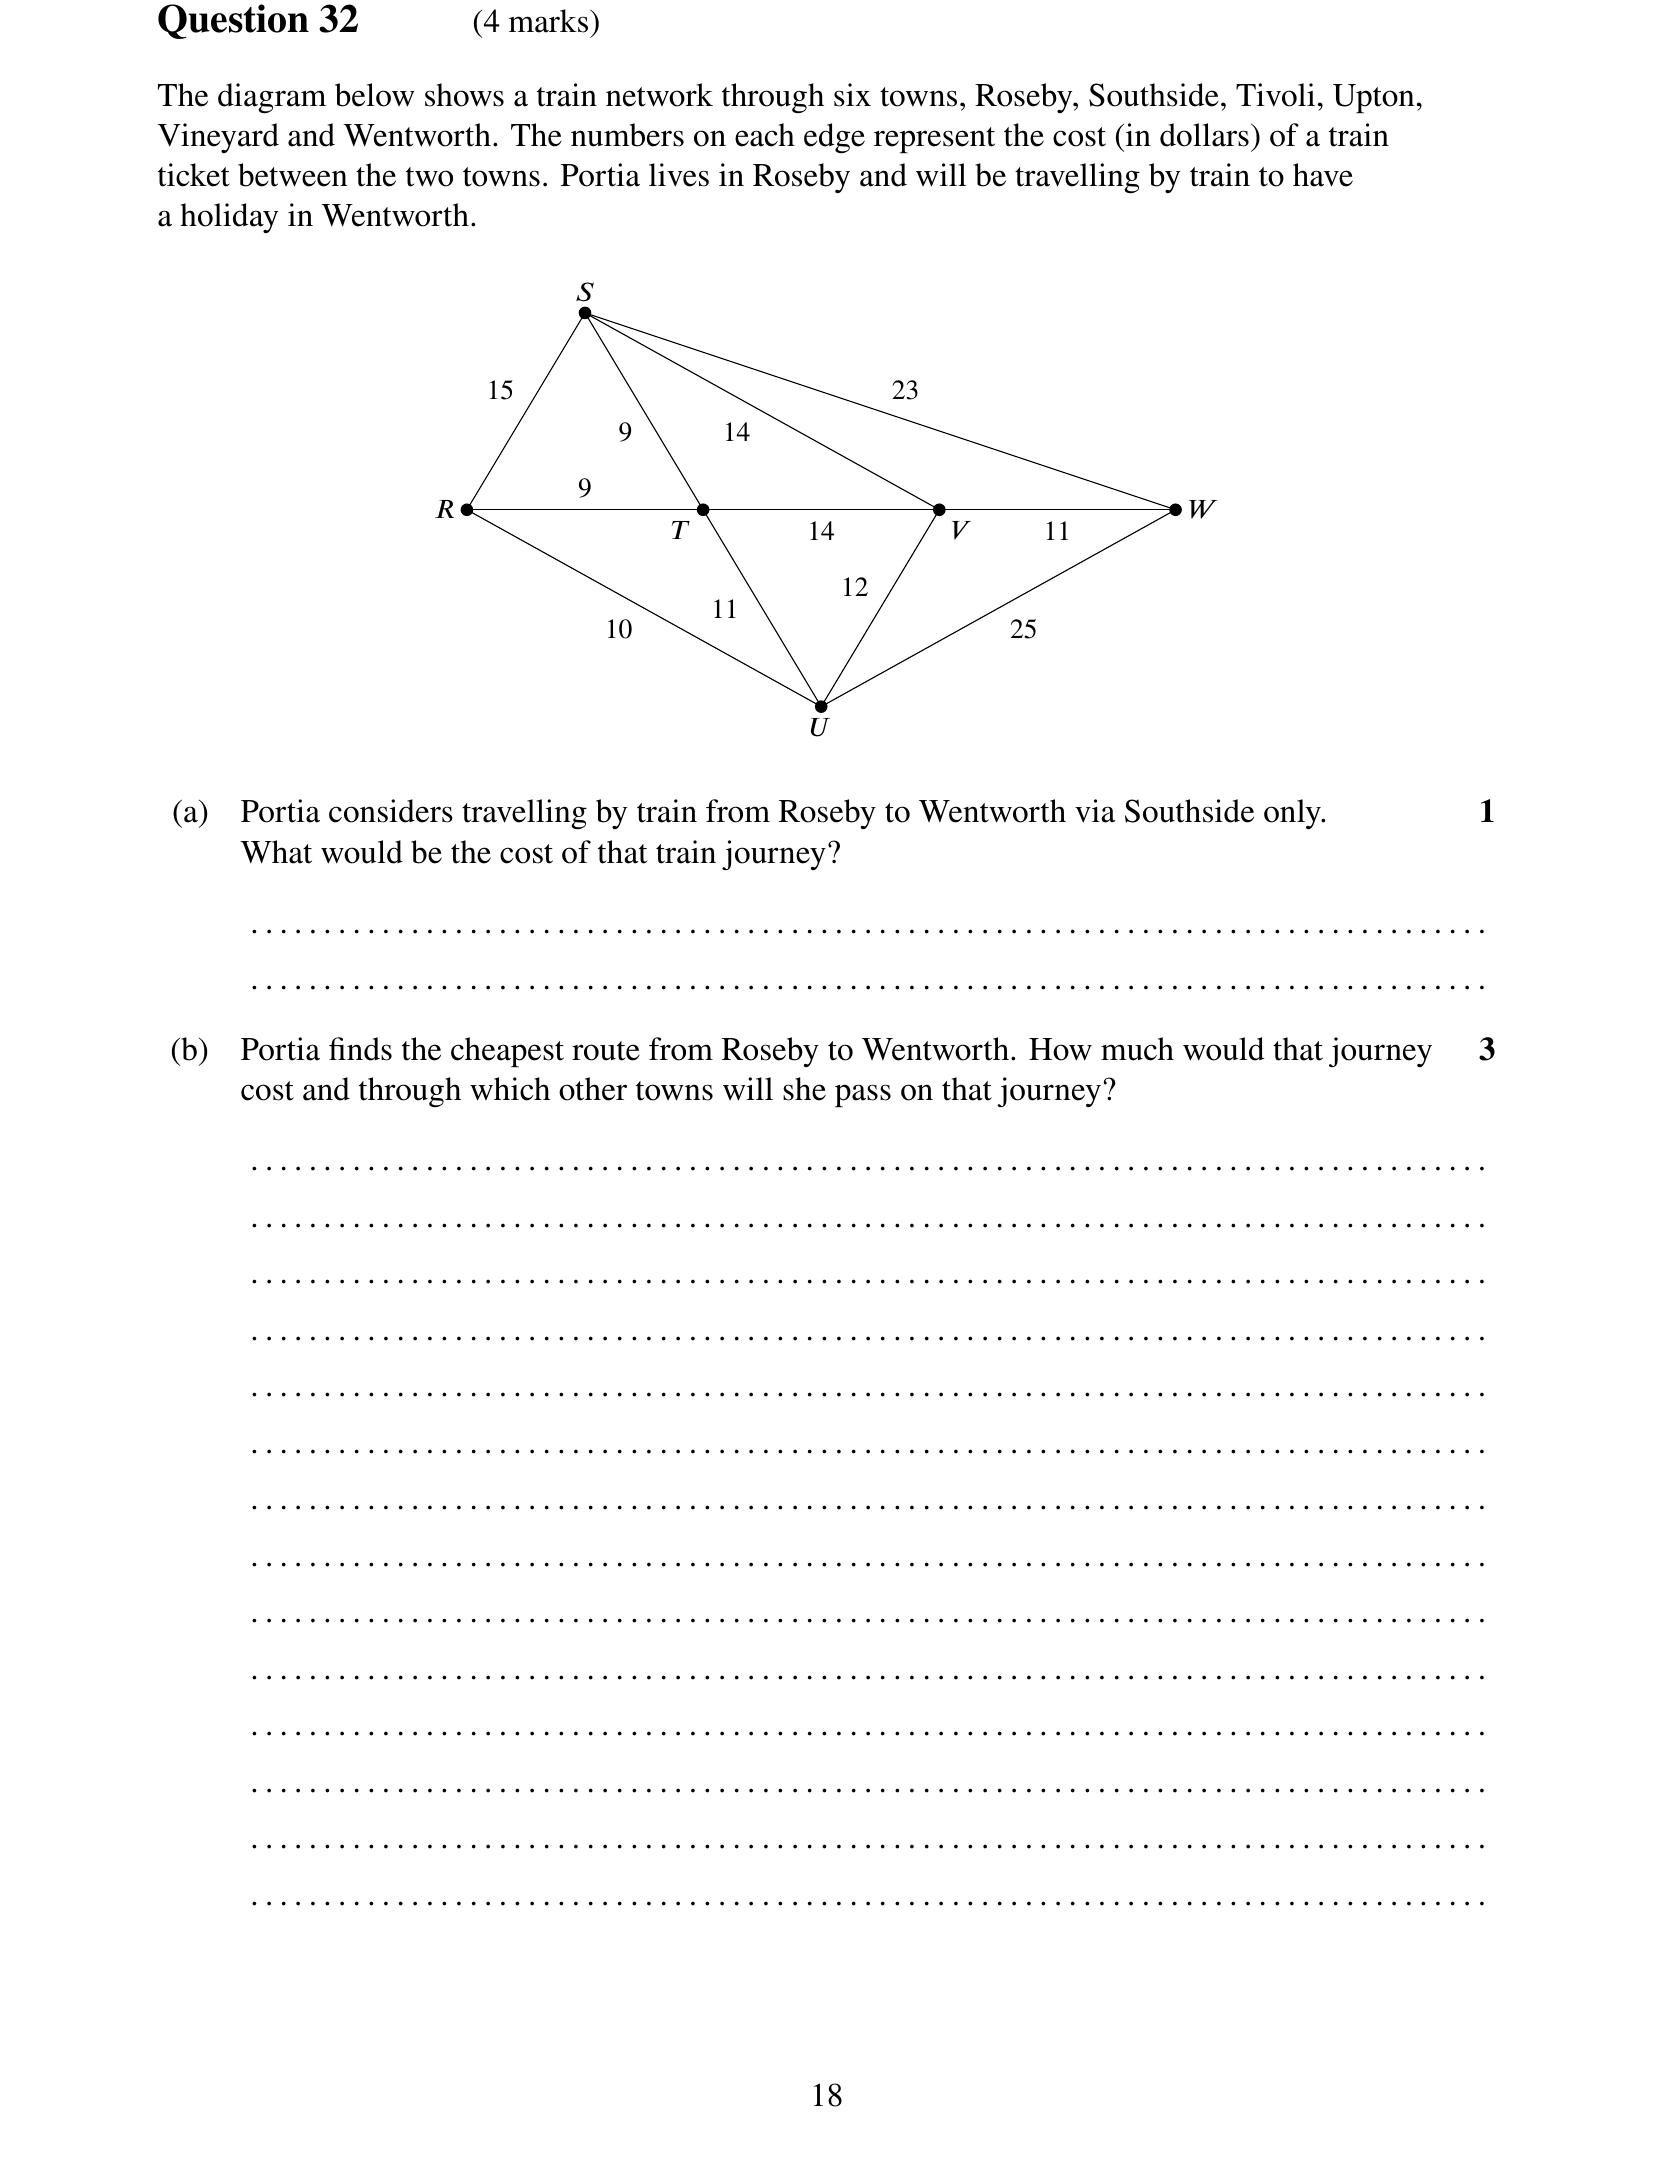 Question 32 (4 marks)
The diagram below shows a train network through six towns, Roseby, Southside, Tivoli, Upton,
Vineyard and Wentworth. The numbers on each edge represent the cost (in dollars) of a train
ticket between the two towns. Portia lives in Roseby and will be travelling by train to have
a holiday in Wentworth.
S
15
23
9
14
9
R
T
14
V
11
W
12
11
10
25
U
(a) Portia considers travelling by train from Roseby to Wentworth via Southside only. 1
What would be the cost of that train journey?
(b) Portia finds the cheapest route from Roseby to Wentworth. How much would that journey 3
cost and through which other towns will she pass on that journey?
18